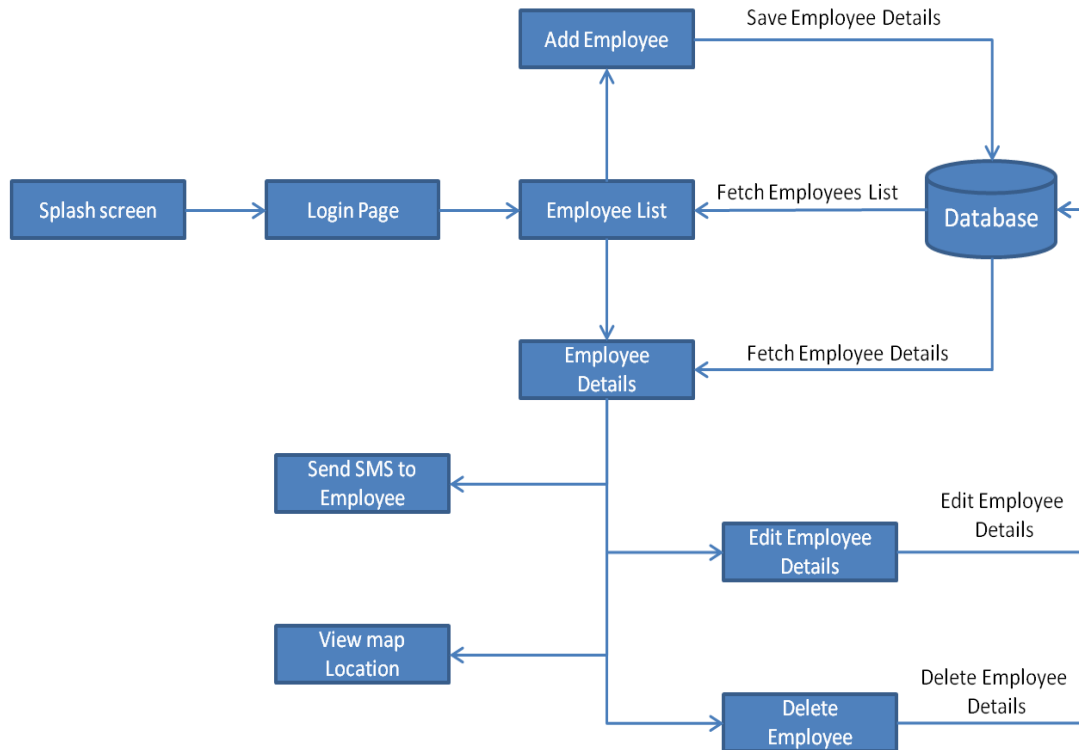 Add Employee
Save Employee Details
Splash screen
Login Page
Employee List
Fetch Employees List
Database
Employee
Details
Fetch Employee Details
Send SMS to
Employee
Edit Employee
Details
Edit Employee
Details
View map
Location
Delete
Employee
Delete Employee
Details